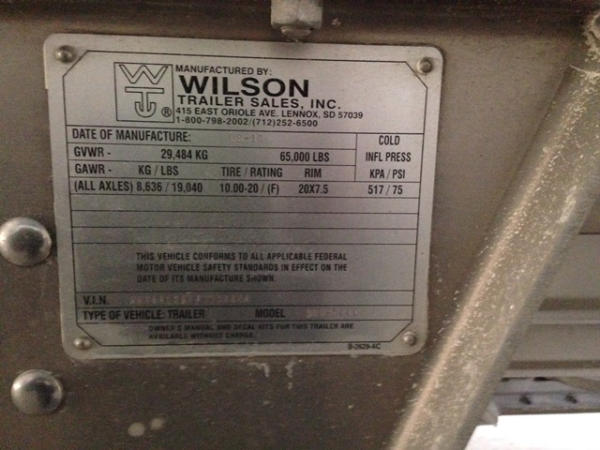 MANUFACTURED BY:
WILSON
TRAILER SALES, INC.
415 EAST ORIOLE AVE. LENNOX, SD 57039
1-800-798-2002/(712)252-6500
WT ®
DATE OF MANUFACTURE:
COLD
GVWR - 29,484 KG 65,000 LBS INFL PRESS
GAWR - KG / LBS TIRE / RATING RIM KPA / PSI
(ALL AXLES) 8,636 / 19,040 10.00-20 / (F) 20X7.5 517 / 75
THIS VEHICLE CONFORMS TO ALL APPLICABLE FEDERAL
MOTOR VEHICLE SAFETY STANDARDS IN EFFECT ON THE
DATE OF ITS MANUFACTURE SHOWN.
V.I.N.
TYPE OF VEHICLE: TRAILER MODEL
OWNER'S MANUAL AND DECAL KITS FOR THIS TRAILER ARE
AVAILABLE WITHOUT CHARGE.
B-2629-4C